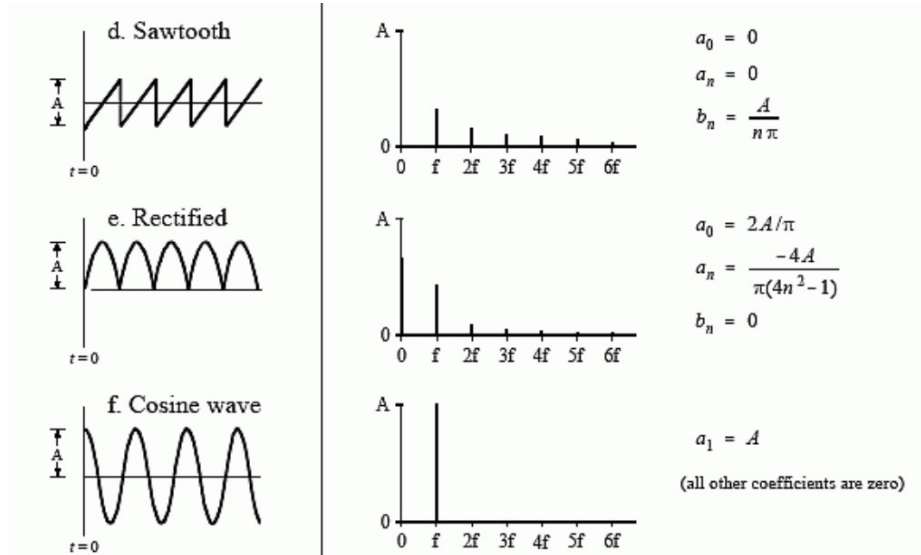 d. Sawtooth
A
t = 0
A
0
0 f 2f 3f 4f 5f 6f
a₀ = 0
aₙ = 0
bₙ = A / nπ
e. Rectified
A
t = 0
A
0
0 f 2f 3f 4f 5f 6f
a₀ = 2A/π
aₙ = -4A / π(4n²-1)
bₙ = 0
f. Cosine wave
A
t = 0
A
0
0 f 2f 3f 4f 5f 6f
a₁ = A
(all other coefficients are zero)